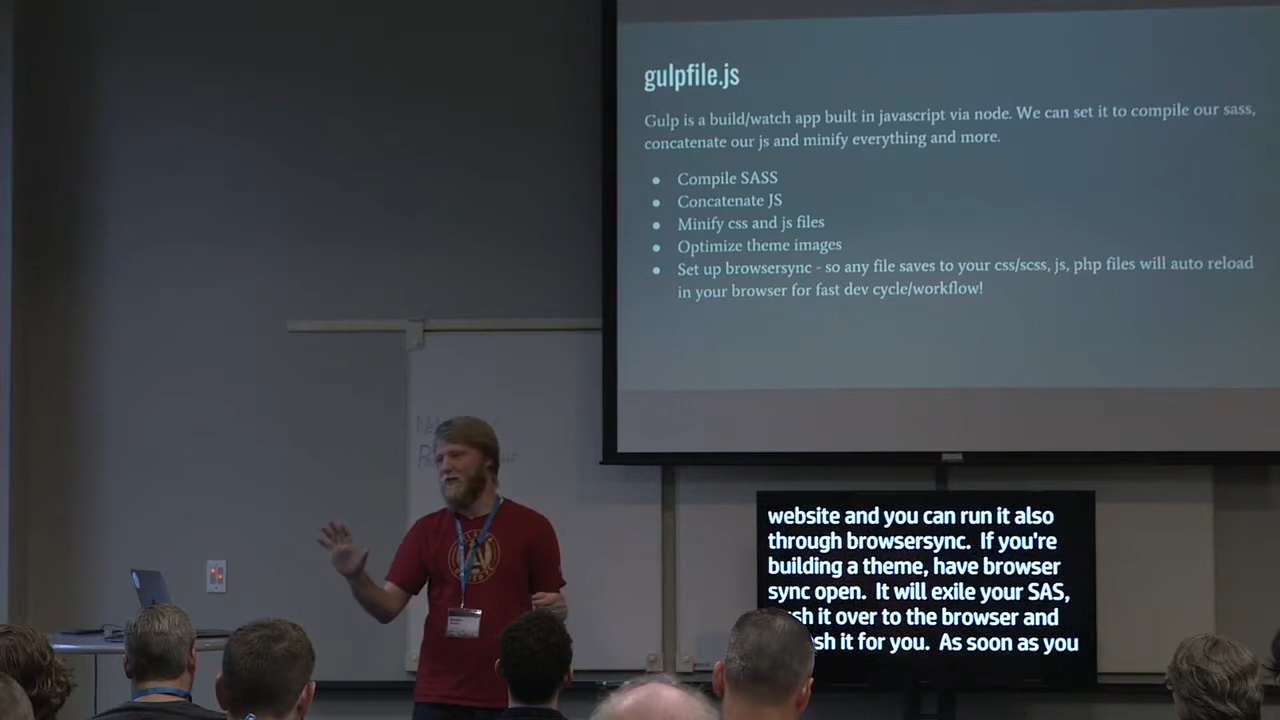 gulpfile.js
Gulp is a build/watch app built in javascript via node. We can set it to compile our sass,
concatenate our js and minify everything and more.
● Compile SASS
● Concatenate JS
● Minify css and js files
● Optimize theme images
● Set up browsersync - so any file saves to your css/scss, js, php files will auto reload
in your browser for fast dev cycle/workflow!
website and you can run it also
through browsersync. If you're
building a theme, have browser
sync open. It will exile your SAS,
it over to the browser and
it for you. As soon as you